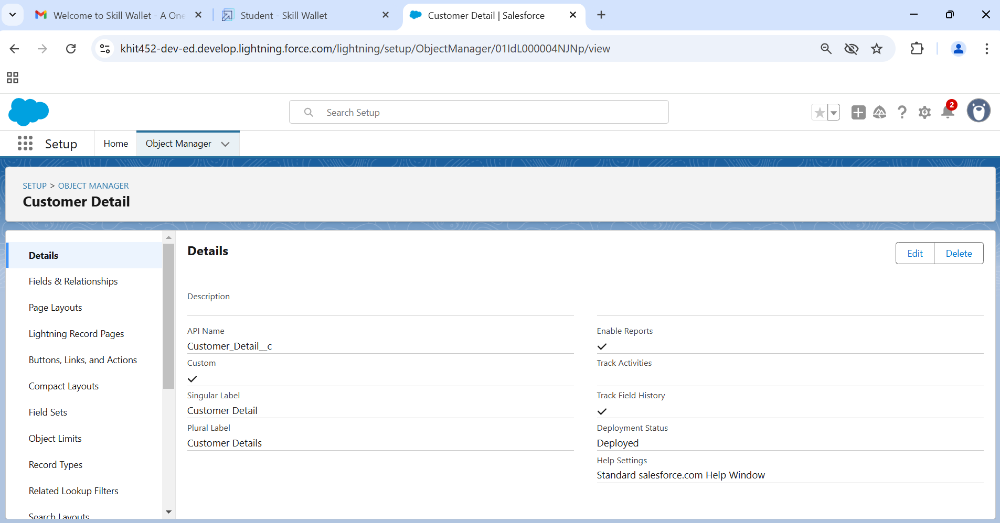 Welcome to Skill Wallet - A One
Student - Skill Wallet
Customer Detail | Salesforce
khit452-dev-ed.develop.lightning.force.com/lightning/setup/ObjectManager/01IdL000004NJNp/view
Search Setup
2
Setup
Home
Object Manager
SETUP > OBJECT MANAGER
Customer Detail
Details
Fields & Relationships
Page Layouts
Lightning Record Pages
Buttons, Links, and Actions
Compact Layouts
Field Sets
Object Limits
Record Types
Related Lookup Filters
Search Layouts
Details
Edit
Delete
Description
API Name
Customer_Detail__c
Custom
Singular Label
Customer Detail
Plural Label
Customer Details
Enable Reports
Track Activities
Track Field History
Deployment Status
Deployed
Help Settings
Standard salesforce.com Help Window